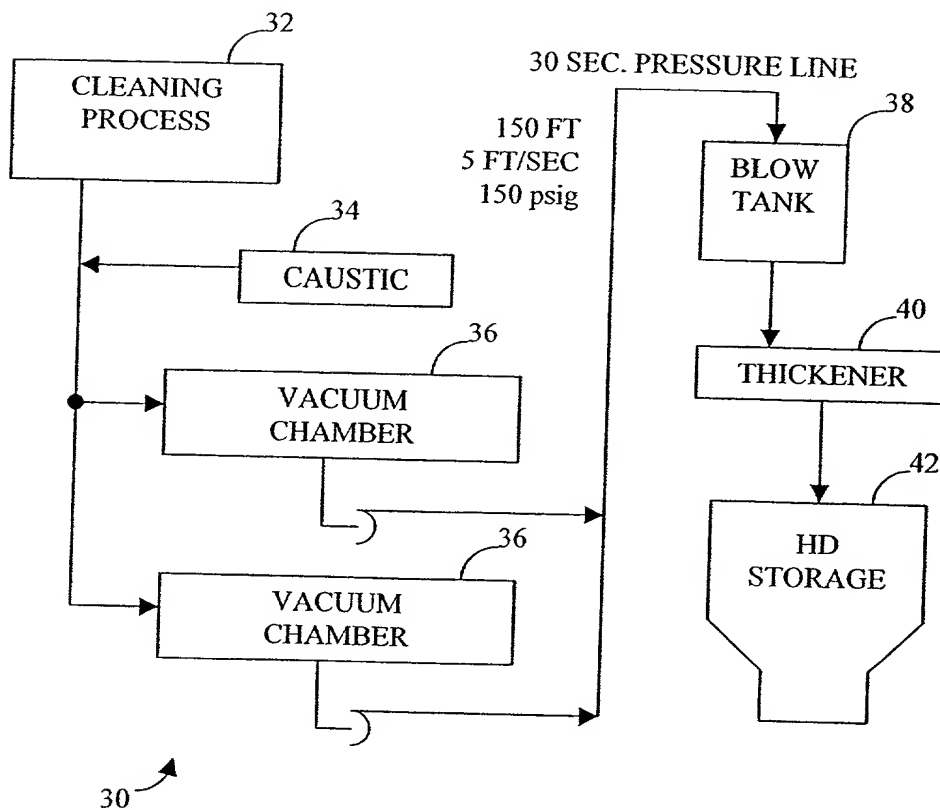 32
CLEANING
PROCESS
34
CAUSTIC
36
VACUUM
CHAMBER
36
VACUUM
CHAMBER
30
30 SEC. PRESSURE LINE
150 FT
5 FT/SEC
150 psig
38
BLOW
TANK
40
THICKENER
42
HD
STORAGE